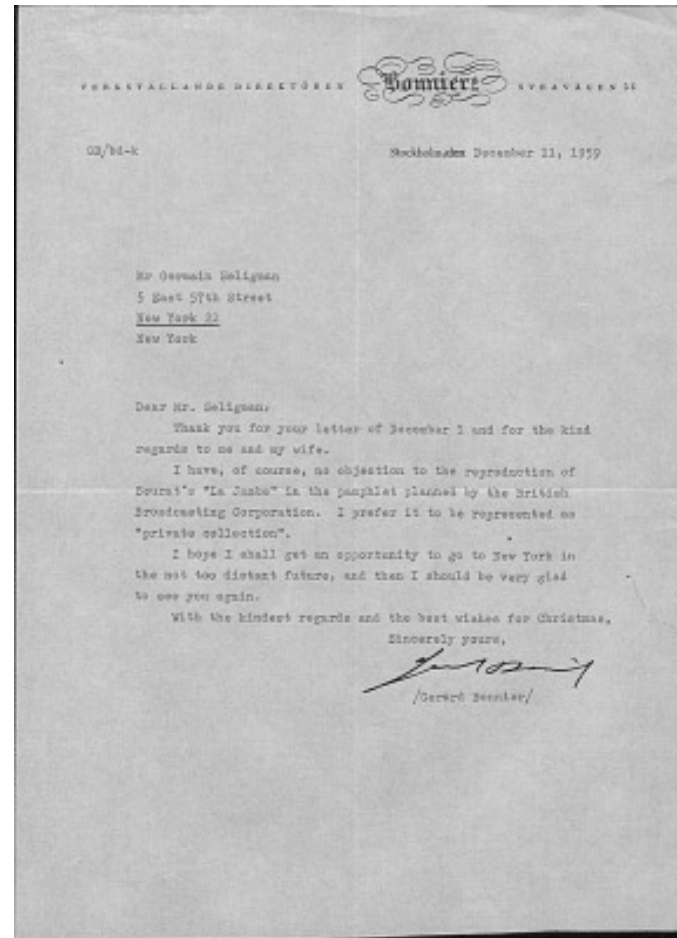 VERKSTÄLLANDE DIREKTÖREN Bonniers SVEAVÄGEN 56
GB/bd-k Stockholm den December 11, 1959
Mr Germain Seligman
5 East 57th Street
New York 22
New York
Dear Mr. Seligman,
Thank you for your letter of December 1 and for the kind
regards to me and my wife.
I have, of course, no objection to the reproduction of
Seurat's "La Jambe" in the pamphlet planned by the British
Broadcasting Corporation. I prefer it to be represented as
"private collection".
I hope I shall get an opportunity to go to New York in
the not too distant future, and then I should be very glad
to see you again.
With the kindest regards and the best wishes for Christmas,
Sincerely yours,
/Gerard Bonnier/